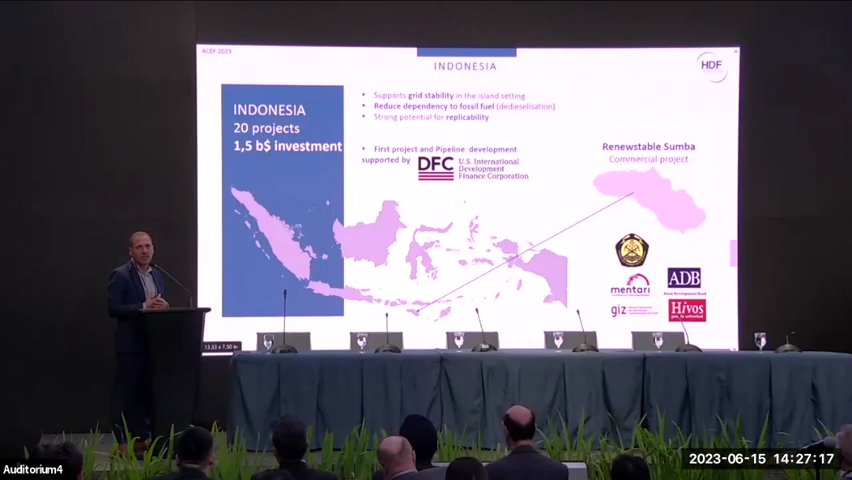 ACEF 2023
INDONESIA
HDF
INDONESIA
20 projects
1,5 b$ investment
• Supports grid stability in the island setting
• Reduce dependency to fossil fuel (dedieselisation)
• Strong potential for replicability
• First project and Pipeline development
supported by
DFC
U.S. International
Development
Finance Corporation
Renewstable Sumba
Commercial project
mentari
ADB
giz
Hivos
13,33 x 7,50 in
Auditorium4
2023-06-15 14:27:17